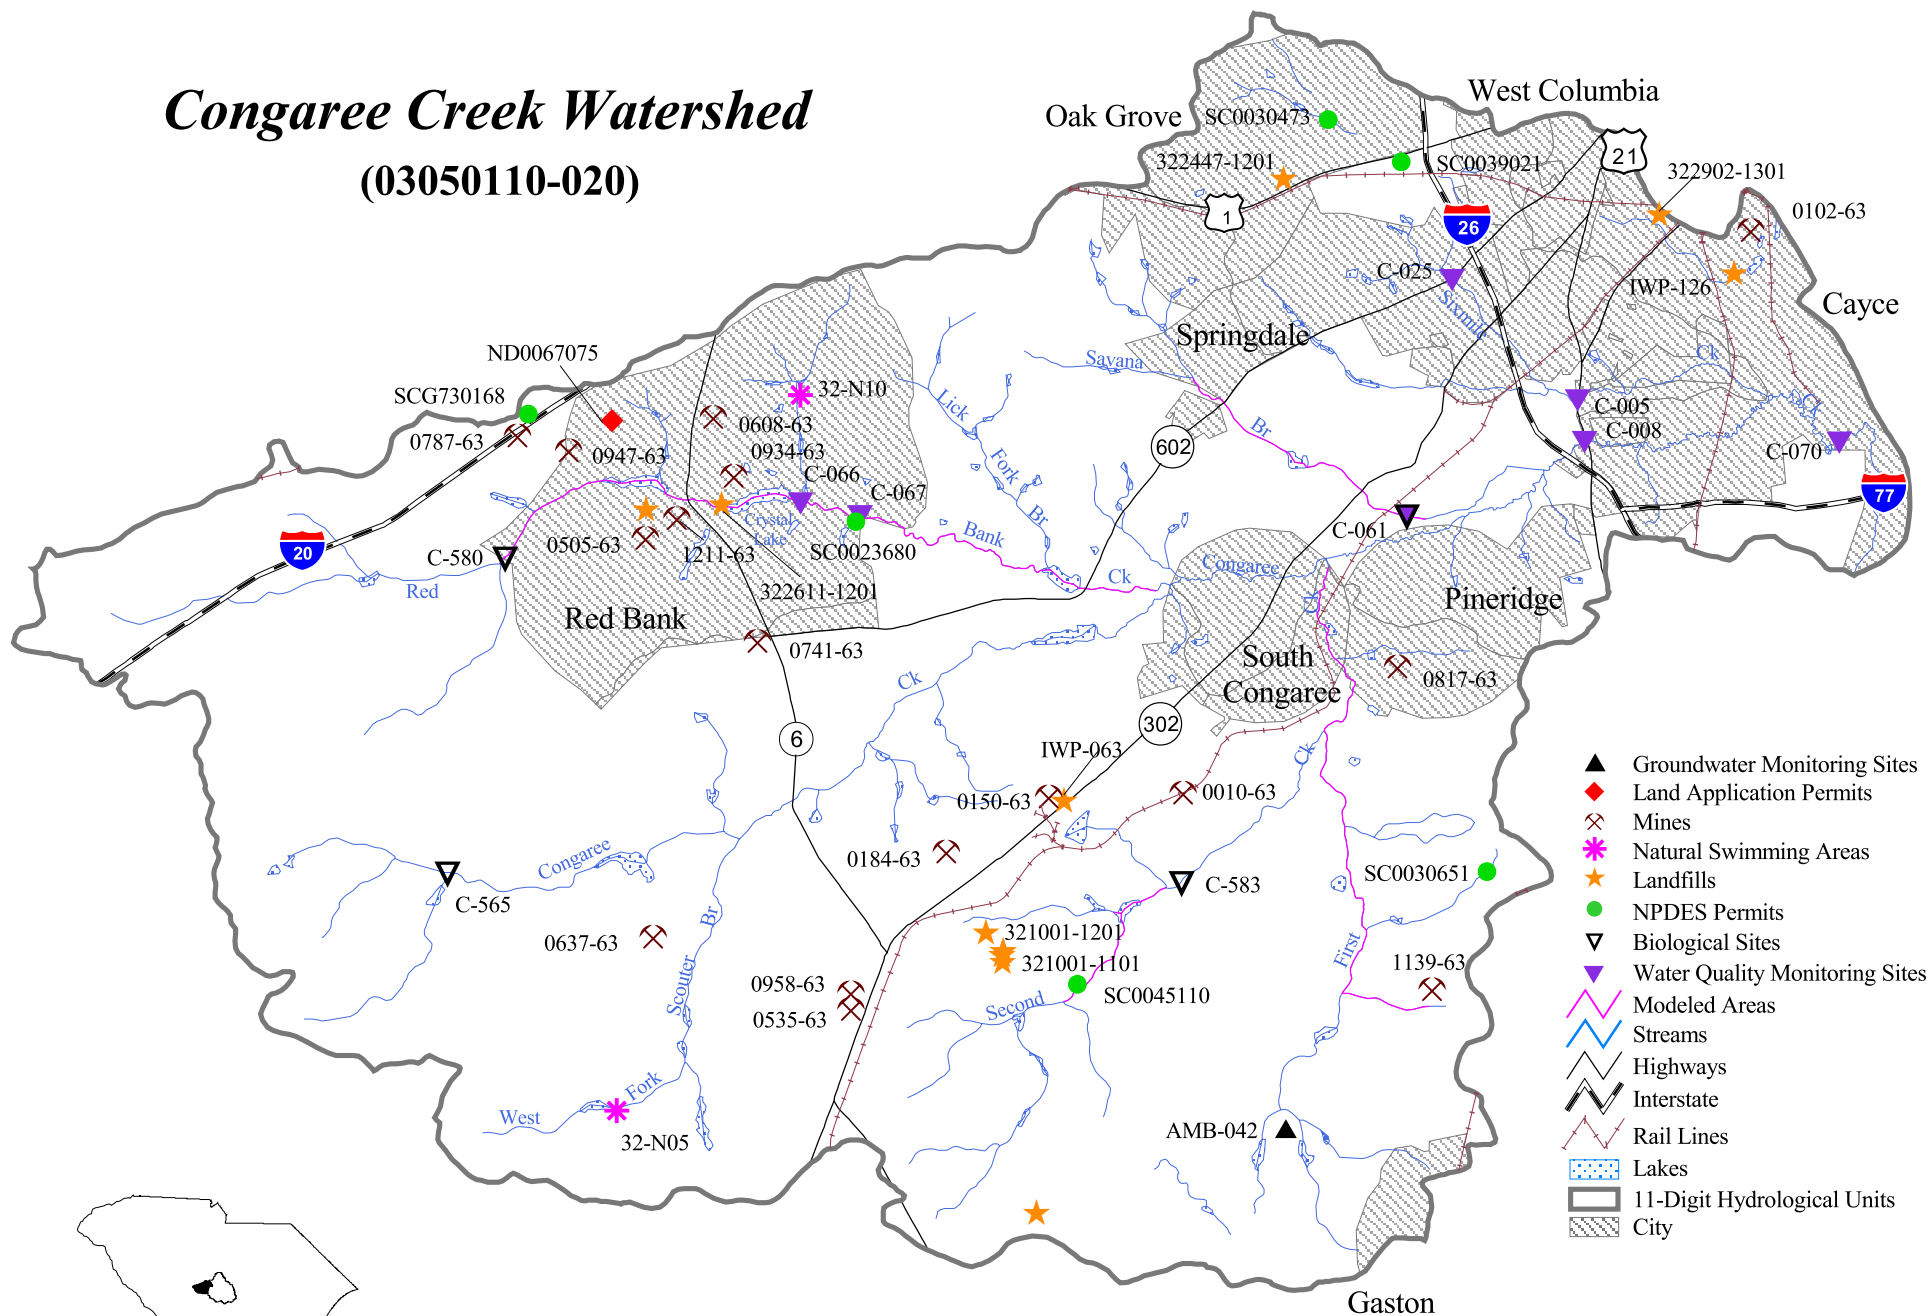 Congaree Creek Watershed
(03050110-020)
West Columbia
Oak Grove
SC0030473
21
322447-1201
SC0039021
322902-1301
0102-63
1
26
C-025
IWP-126
Sixmile
Cayce
Springdale
ND0067075
Savana
Ck
SCG730168
32-N10
Lick
C-005
Ck
0608-63
Br
C-008
0787-63
0947-63
0934-63
602
C-070
C-066
Fork
C-067
77
Crystal
Lake
Br
Bank
C-061
20
0505-63
1211-63
SC0023680
C-580
Congaree
Ck
Red
322611-1201
Ck
Pineridge
Red Bank
0741-63
South
Congaree
0817-63
Ck
302
6
IWP-063
Ck
Groundwater Monitoring Sites
0150-63
0010-63
Land Application Permits
Mines
Congaree
0184-63
Natural Swimming Areas
SC0030651
Landfills
C-583
C-565
Br
NPDES Permits
321001-1201
0637-63
Biological Sites
First
321001-1101
1139-63
Water Quality Monitoring Sites
0958-63
Scouter
SC0045110
Second
Modeled Areas
0535-63
Streams
Highways
Fork
Interstate
West
32-N05
AMB-042
Rail Lines
Lakes
11-Digit Hydrological Units
City
Gaston